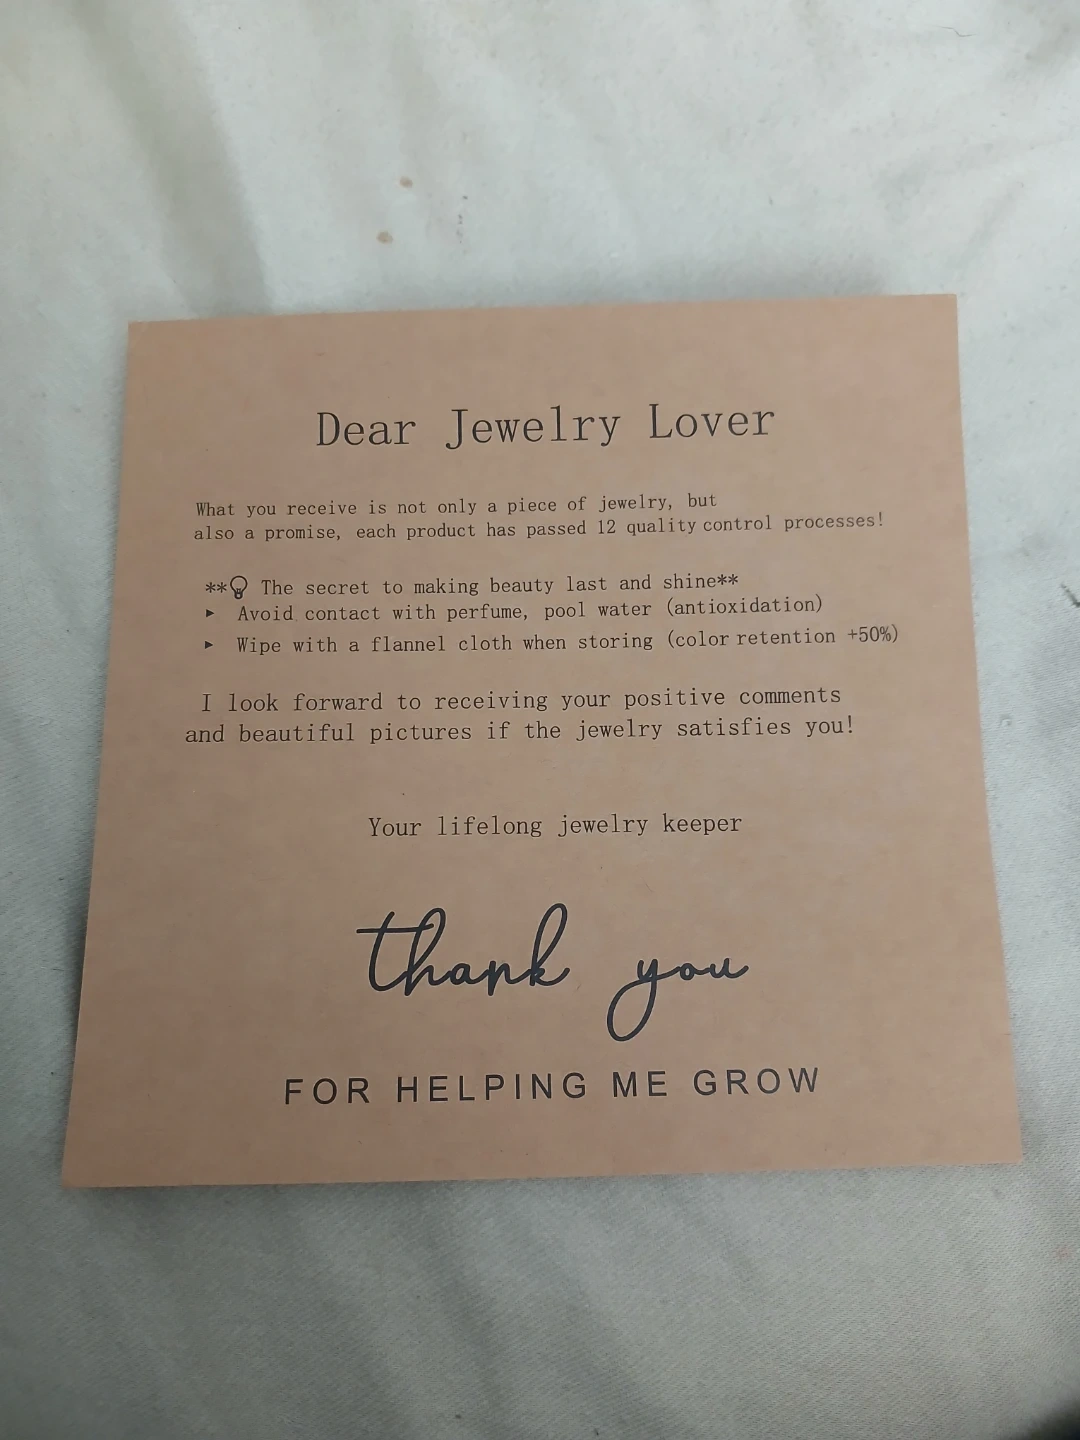 Dear Jewelry Lover
What you receive is not only a piece of jewelry, but
also a promise, each product has passed 12 quality control processes!
**💡 The secret to making beauty last and shine**
► Avoid contact with perfume, pool water (antioxidation)
► Wipe with a flannel cloth when storing (color retention +50%)
I look forward to receiving your positive comments
and beautiful pictures if the jewelry satisfies you!
Your lifelong jewelry keeper
thank you
FOR HELPING ME GROW